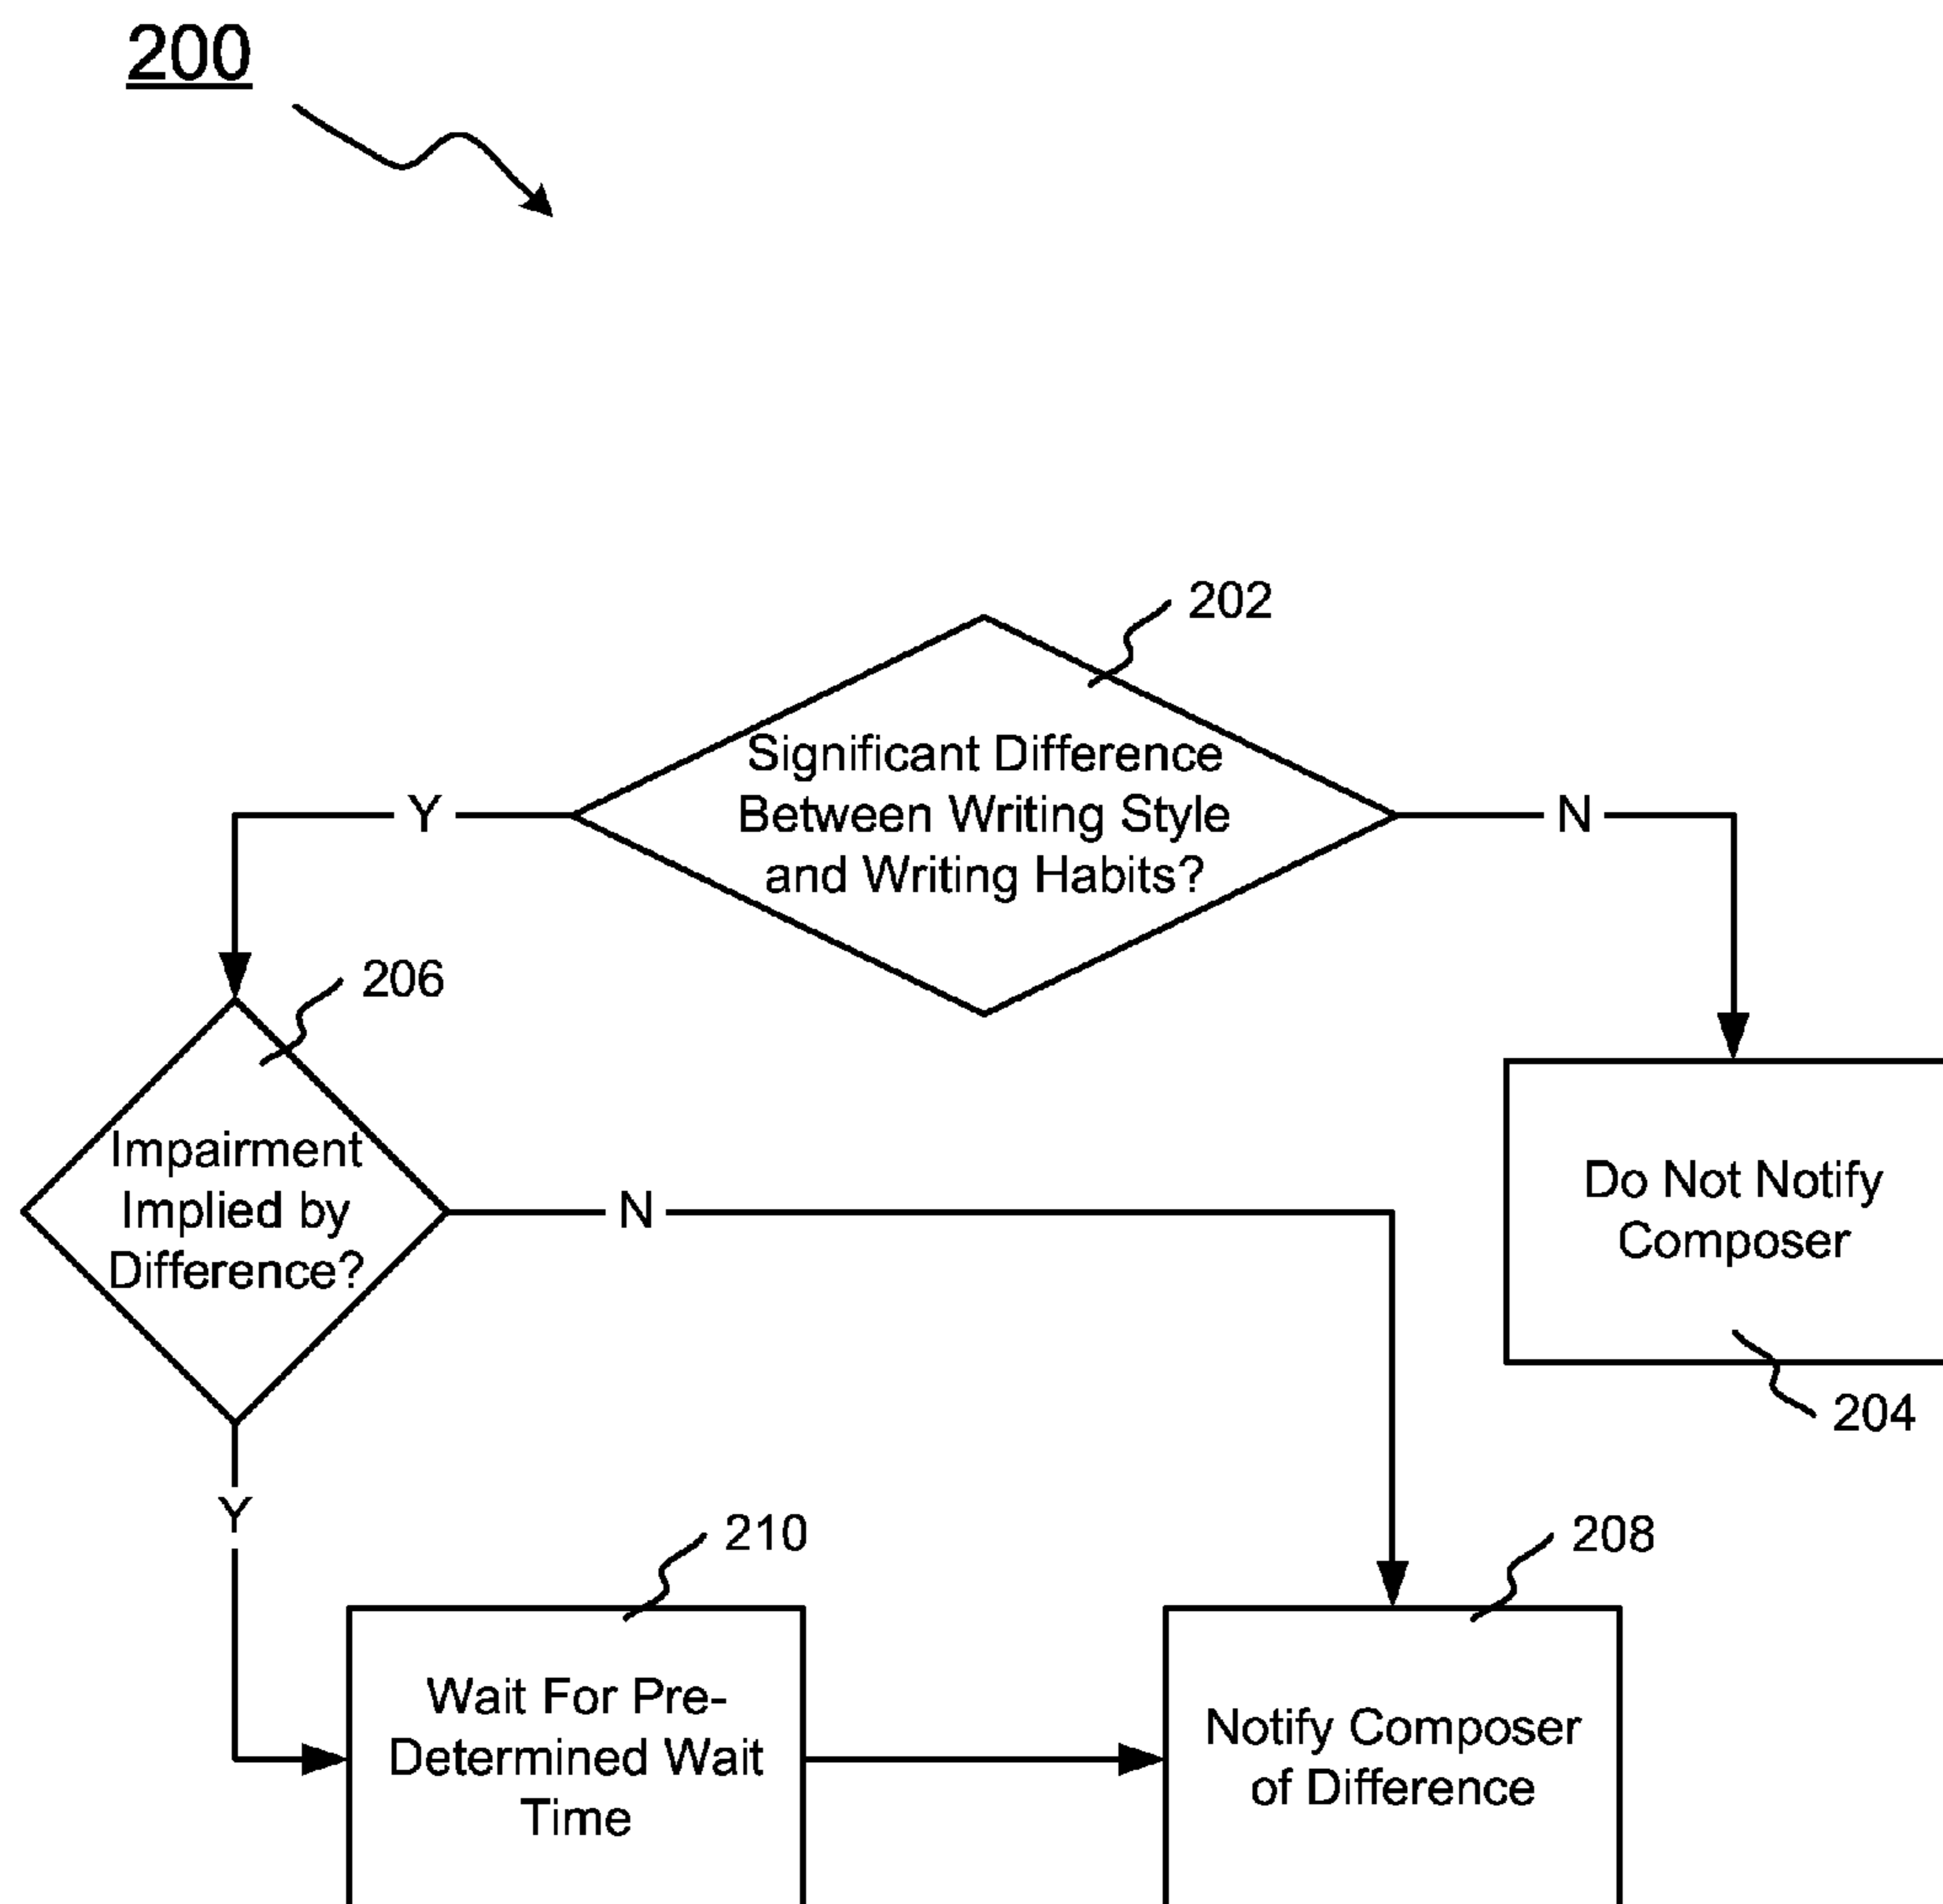 200
202
Significant Difference
Between Writing Style
and Writing Habits?
Y
N
206
Impairment
Implied by
Difference?
N
Do Not Notify
Composer
204
Y
210
208
Wait For Pre-
Determined Wait
Time
Notify Composer
of Difference